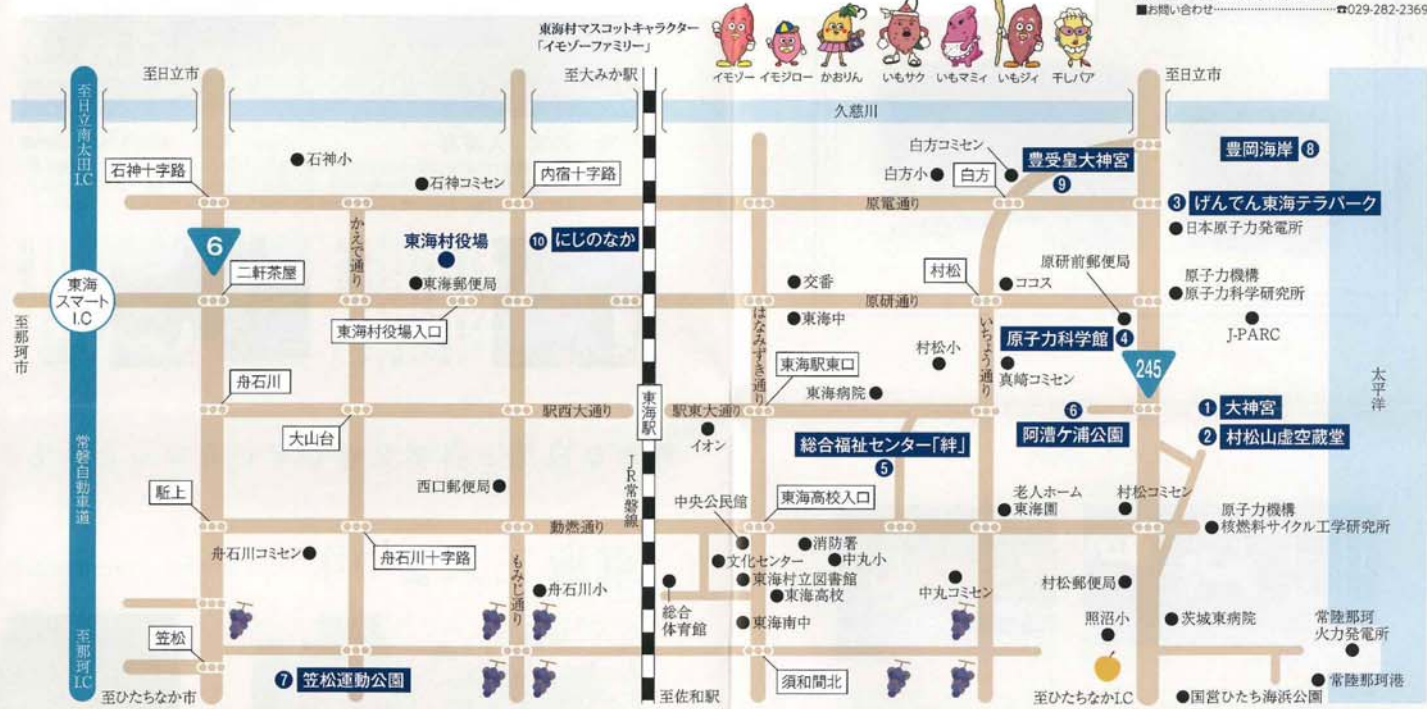 ■お問い合わせ……☎029-282-2369
東海村マスコットキャラクター
「イモゾーファミリー」
イモゾー イモジロー かおりん いもサク いもマミィ いもジィ 干しバア
至日立市
至大みか駅
至日立市
至日立南太田I.C
久慈川
石神小
石神コミセン
石神十字路
内宿十字路
白方コミセン
白方小
白方
豊受皇大神宮
⑨
豊岡海岸 ⑧
原電通り
③ げんでん東海テラパーク
日本原子力発電所
かえで通り
6
東海村役場
⑩ にじのなか
東海郵便局
二軒茶屋
東海
スマート
I.C
至那珂市
東海村役場入口
交番
村松
ココス
原研前郵便局
原子力機構
原子力科学研究所
原研通り
東海中
はなみずき通り
いちょう通り
原子力科学館 ④
J-PARC
村松小
真崎コミセン
245
太平洋
舟石川
東海駅東口
東海病院
駅西大通り
東海駅
駅東大通り
イオン
大山台
⑥
阿漕ケ浦公園
① 大神宮
② 村松山虚空蔵堂
総合福祉センター「絆」
⑤
常磐自動車道
JR常磐線
西口郵便局
中央公民館
東海高校入口
老人ホーム
東海園
村松コミセン
原子力機構
核燃料サイクル工学研究所
動燃通り
舟石川コミセン
舟石川十字路
もみじ通り
舟石川小
消防署
文化センター
中丸小
東海村立図書館
東海高校
総合
体育館
東海南中
中丸コミセン
村松郵便局
照沼小
茨城東病院
常陸那珂
火力発電所
至那珂I.C
笠松
⑦ 笠松運動公園
須和間北
常陸那珂港
至ひたちなか市
至佐和駅
至ひたちなかI.C
国営ひたち海浜公園